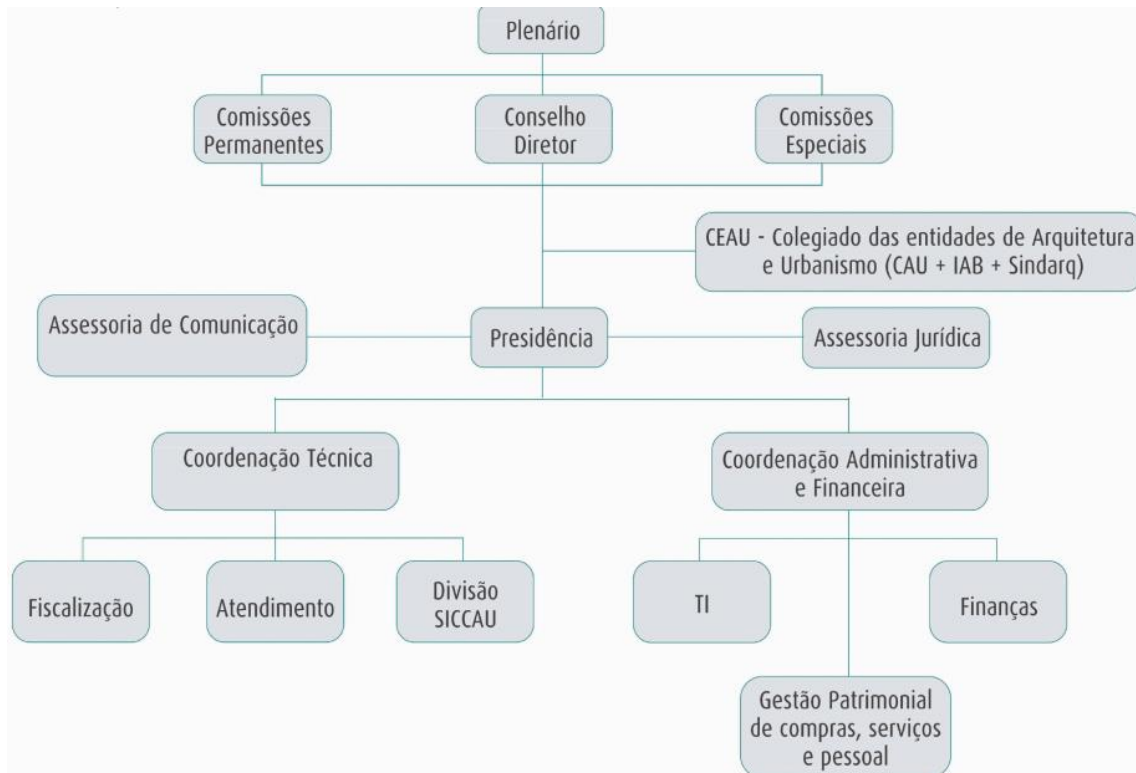 Plenário
Comissões
Permanentes
Conselho
Diretor
Comissões
Especiais
CEAU - Colegiado das entidades de Arquitetura
e Urbanismo (CAU + IAB + Sindarq)
Assessoria de Comunicação
Presidência
Assessoria Jurídica
Coordenação Técnica
Coordenação Administrativa
e Financeira
Fiscalização
Atendimento
Divisão
SICCAU
TI
Finanças
Gestão Patrimonial
de compras, serviços
e pessoal